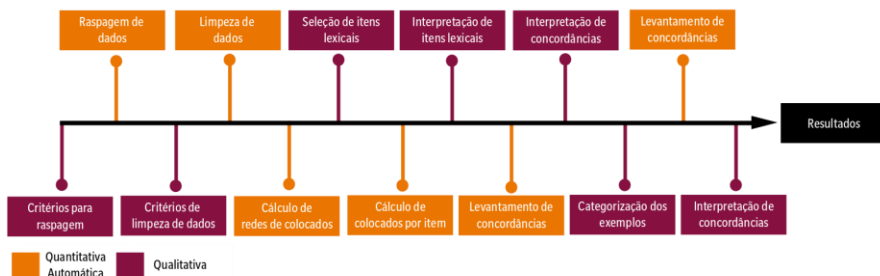 Raspagem de
dados
Limpeza de
dados
Seleção de itens
lexicais
Interpretação de
itens lexicais
Interpretação de
concordâncias
Levantamento de
concordâncias
Resultados
Critérios para
raspagem
Critérios de
limpeza de dados
Cálculo de
redes de colocados
Cálculo de
colocados por item
Levantamento de
concordâncias
Categorização dos
exemplos
Interpretação de
concordâncias
Quantitativa
Automática
Qualitativa